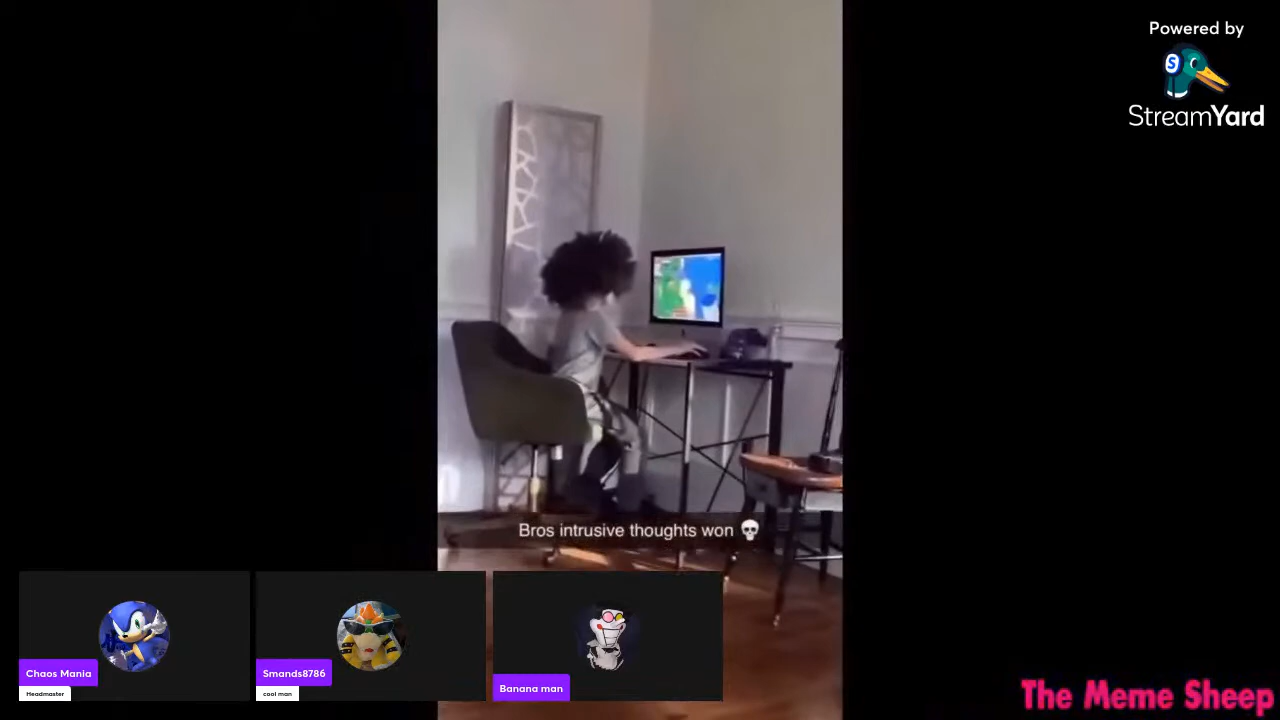 Powered by
StreamYard
Bros intrusive thoughts won 💀
Chaos Mania
Headmaster
Smands8786
cool man
Banana man
The Meme Sheep